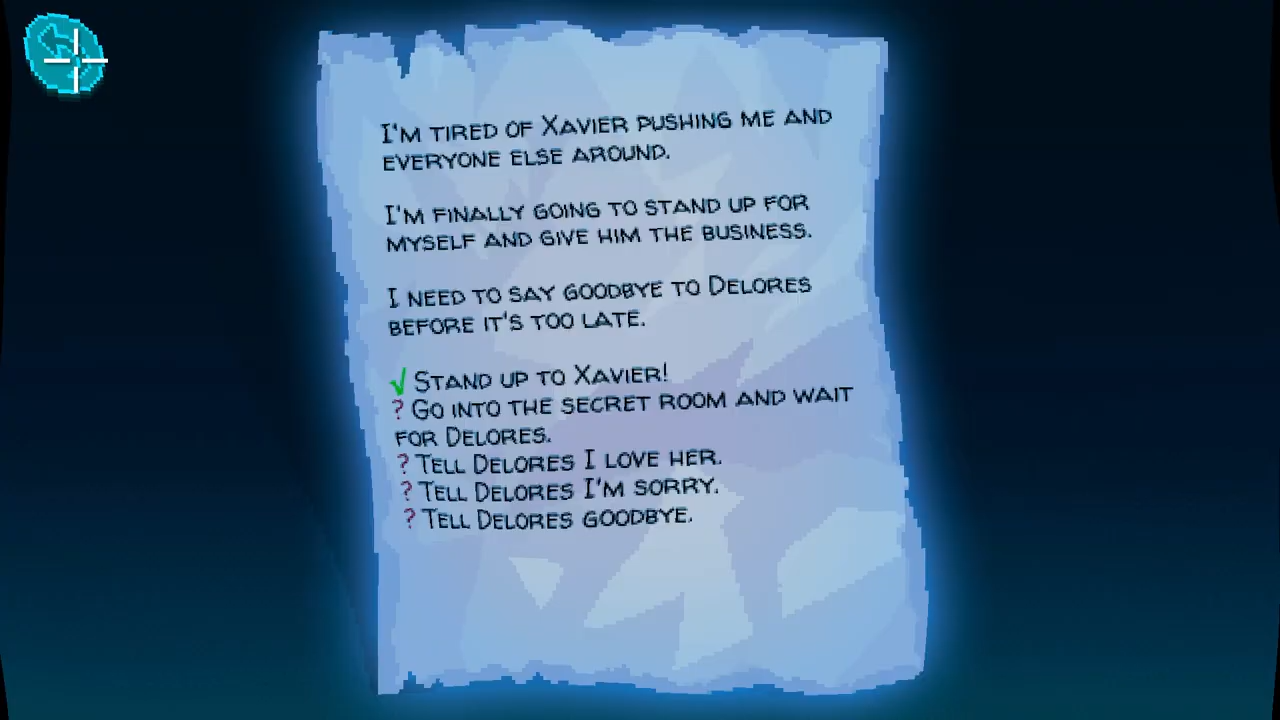 I'm tired of Xavier pushing me and
everyone else around.
I'm finally going to stand up for
myself and give him the business.
I need to say goodbye to Delores
before it's too late.
√ Stand up to Xavier!
? Go into the secret room and wait
for Delores.
? Tell Delores I love her.
? Tell Delores I'm sorry.
? Tell Delores goodbye.